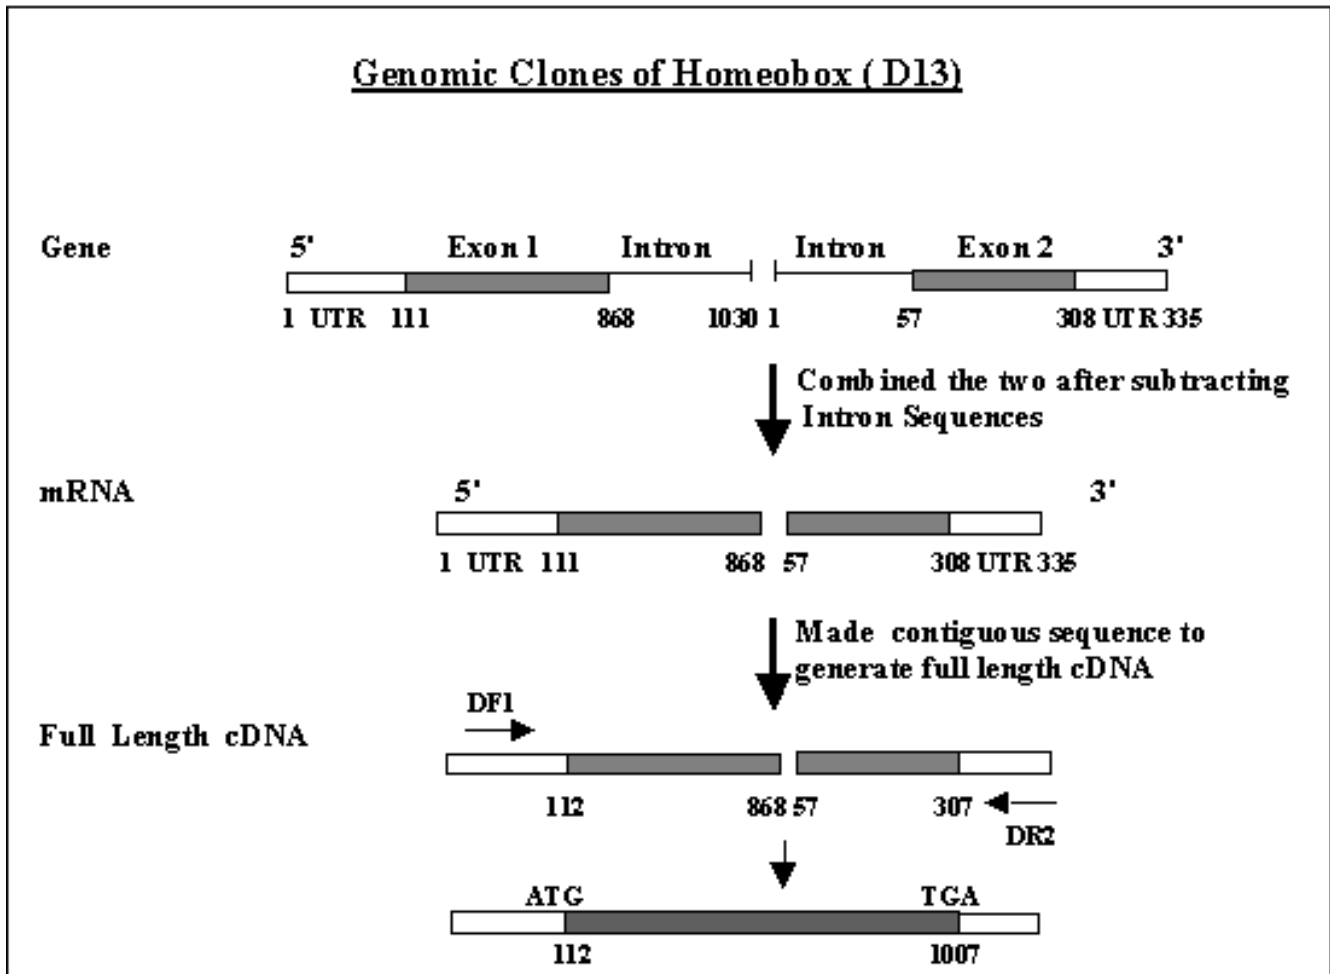 Genomic Clones of Homeobox ( D13)
Gene 5' Exon 1 Intron Intron Exon 2 3'
1 UTR 111 868 1030 1 57 308 UTR 335
Combined the two after subtracting
Intron Sequences
mRNA 5' 3'
1 UTR 111 868 57 308 UTR 335
Made contiguous sequence to
generate full length cDNA
DF1
Full Length cDNA
112 868 57 307
DR2
ATG TGA
112 1007